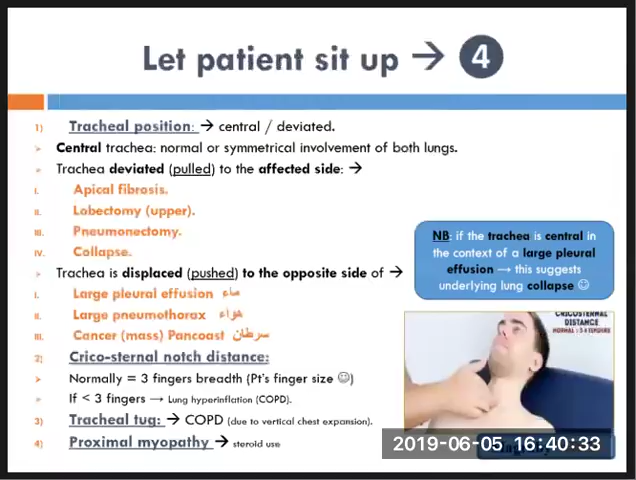 Let patient sit up → 4
1) Tracheal position: → central / deviated.
➢ Central trachea: normal or symmetrical involvement of both lungs.
➢ Trachea deviated (pulled) to the affected side: →
I. Apical fibrosis.
II. Lobectomy (upper).
III. Pneumonectomy.
IV. Collapse.
➢ Trachea is displaced (pushed) to the opposite side of →
I. Large pleural effusion ماء
II. Large pneumothorax هواء
III. Cancer (mass) Pancoast سرطان
2) Crico-sternal notch distance:
➢ Normally = 3 fingers breadth (Pt's finger size ☺)
➢ If < 3 fingers → Lung hyperinflation (COPD).
3) Tracheal tug: → COPD (due to vertical chest expansion).
4) Proximal myopathy → steroid use
NB: if the trachea is central in
the context of a large pleural
effusion → this suggests
underlying lung collapse ☺
CRICOSTERNAL
DISTANCE
NORMAL : 3-4 FINGERS
2019-06-05 16:40:33